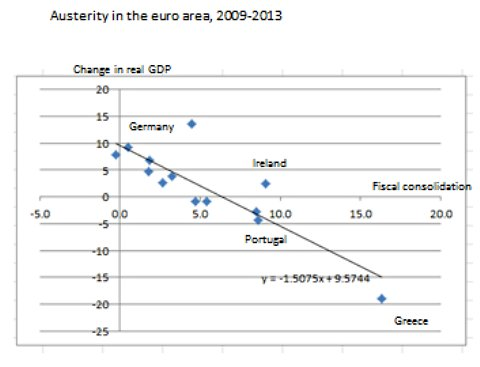 Austerity in the euro area, 2009-2013
Change in real GDP
20
15
Germany
10
Ireland
5
Fiscal consolidation
0
-5.0 0.0 5.0 10.0 15.0 20.0
-5
Portugal
-10
y = -1.5075x + 9.5744
-15
-20
Greece
-25